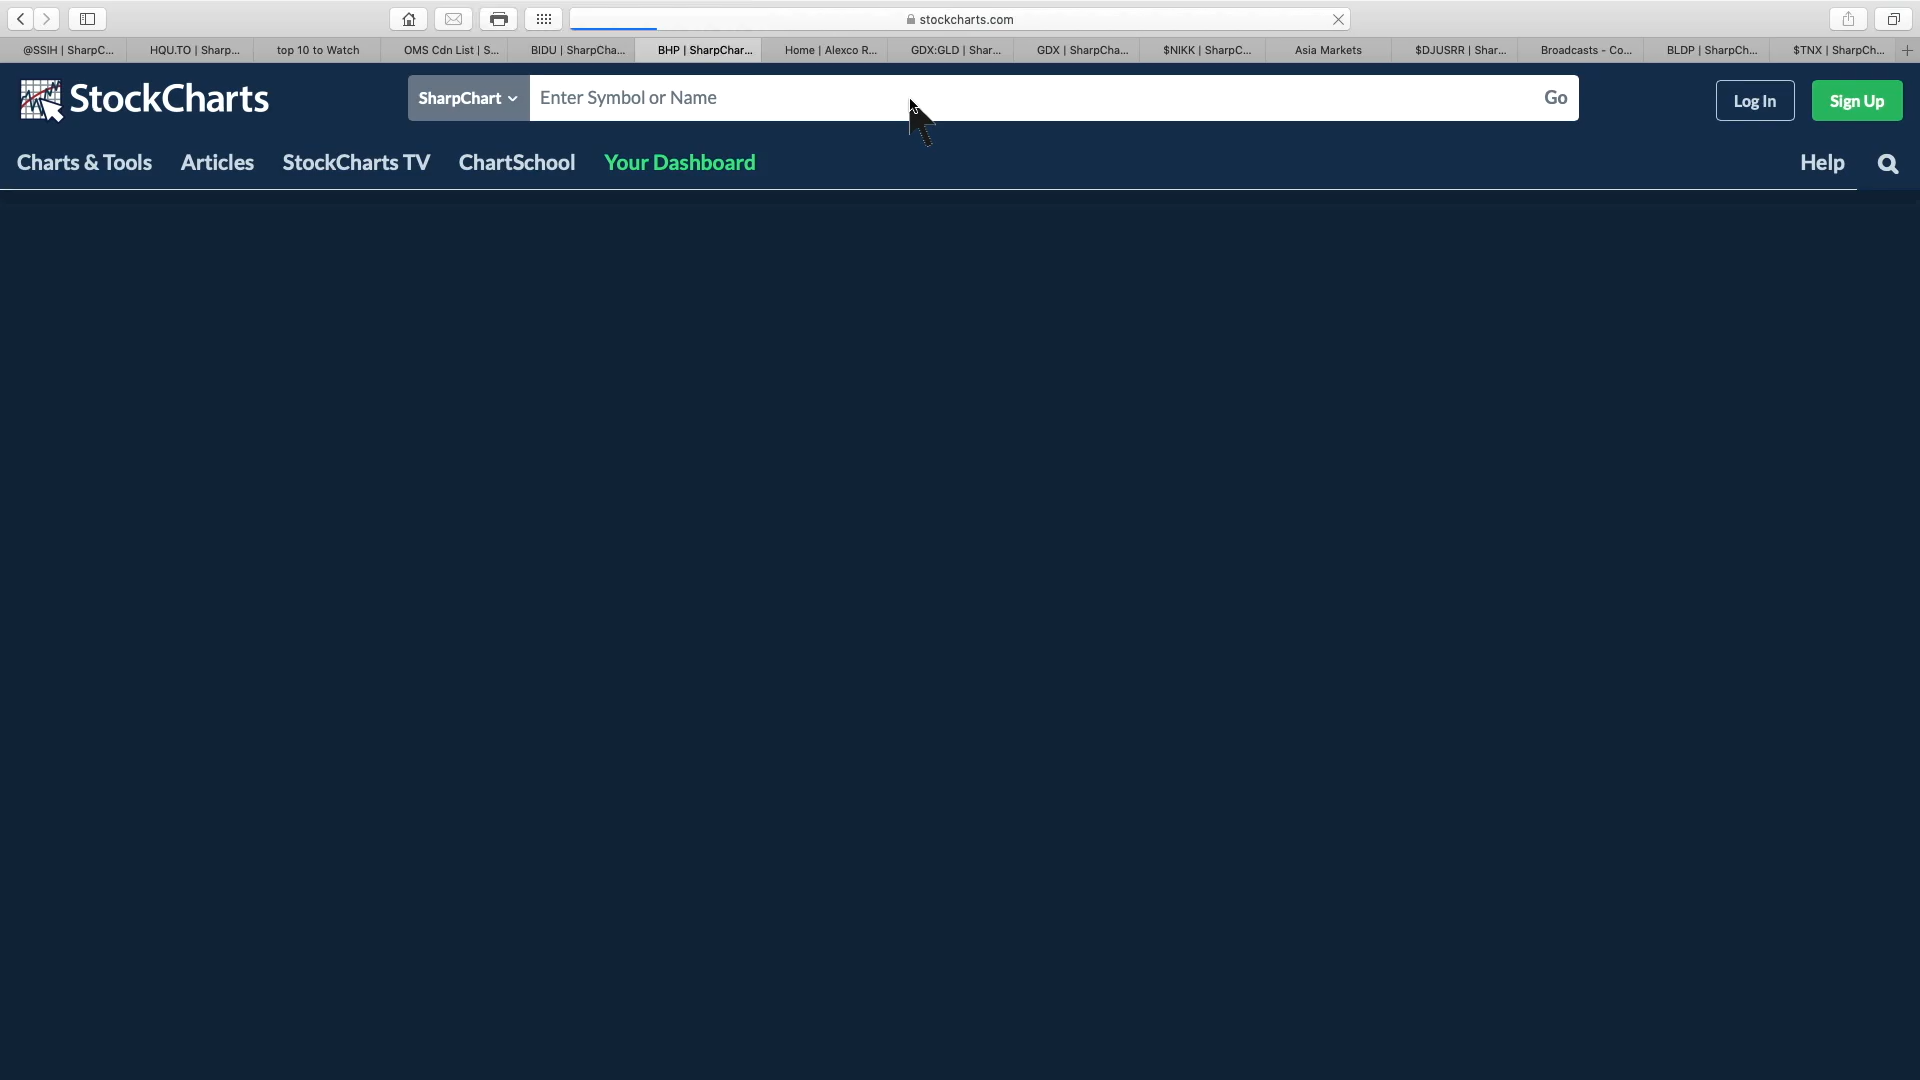 stockcharts.com
@SSIH | SharpC...
HQU.TO | Sharp...
top 10 to Watch
OMS Cdn List | S...
BIDU | SharpCha...
BHP | SharpChar...
Home | Alexco R...
GDX:GLD | Shar...
GDX | SharpCha...
$NIKK | SharpC...
Asia Markets
$DJUSRR | Shar...
Broadcasts - Co...
BLDP | SharpCh...
$TNX | SharpCh...
StockCharts
SharpChart
Enter Symbol or Name
Go
Log In
Sign Up
Charts & Tools
Articles
StockCharts TV
ChartSchool
Your Dashboard
Help